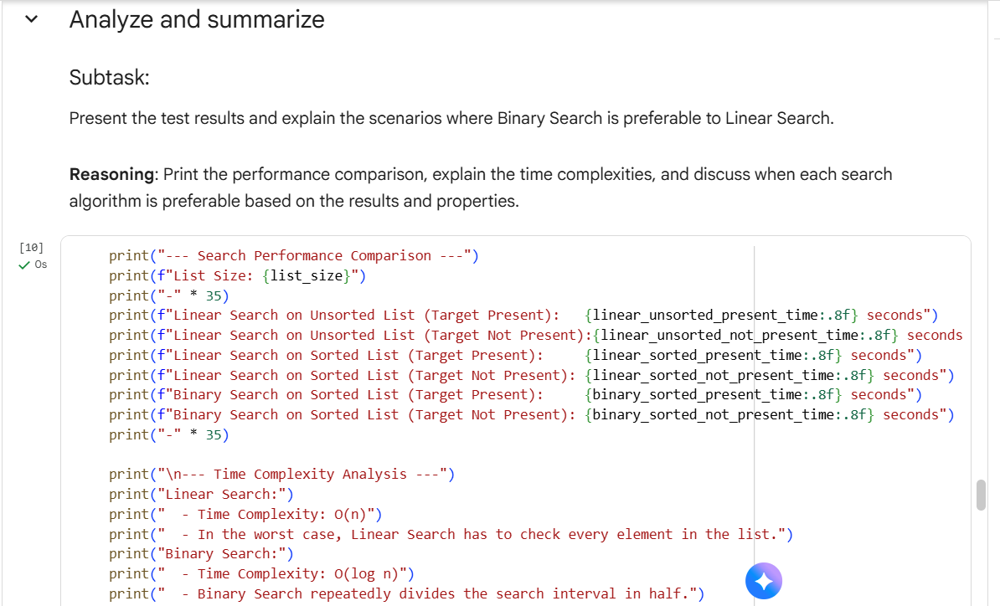 Analyze and summarize
Subtask:
Present the test results and explain the scenarios where Binary Search is preferable to Linear Search.
Reasoning: Print the performance comparison, explain the time complexities, and discuss when each search
algorithm is preferable based on the results and properties.
[10]
0s
print("--- Search Performance Comparison ---")
print(f"List Size: {list_size}")
print("-" * 35)
print(f"Linear Search on Unsorted List (Target Present):   {linear_unsorted_present_time:.8f} seconds")
print(f"Linear Search on Unsorted List (Target Not Present):{linear_unsorted_not_present_time:.8f} seconds
print(f"Linear Search on Sorted List (Target Present):     {linear_sorted_present_time:.8f} seconds")
print(f"Linear Search on Sorted List (Target Not Present): {linear_sorted_not_present_time:.8f} seconds")
print(f"Binary Search on Sorted List (Target Present):     {binary_sorted_present_time:.8f} seconds")
print(f"Binary Search on Sorted List (Target Not Present): {binary_sorted_not_present_time:.8f} seconds")
print("-" * 35)
print("\n--- Time Complexity Analysis ---")
print("Linear Search:")
print("  - Time Complexity: O(n)")
print("  - In the worst case, Linear Search has to check every element in the list.")
print("Binary Search:")
print("  - Time Complexity: O(log n)")
print("  - Binary Search repeatedly divides the search interval in half.")